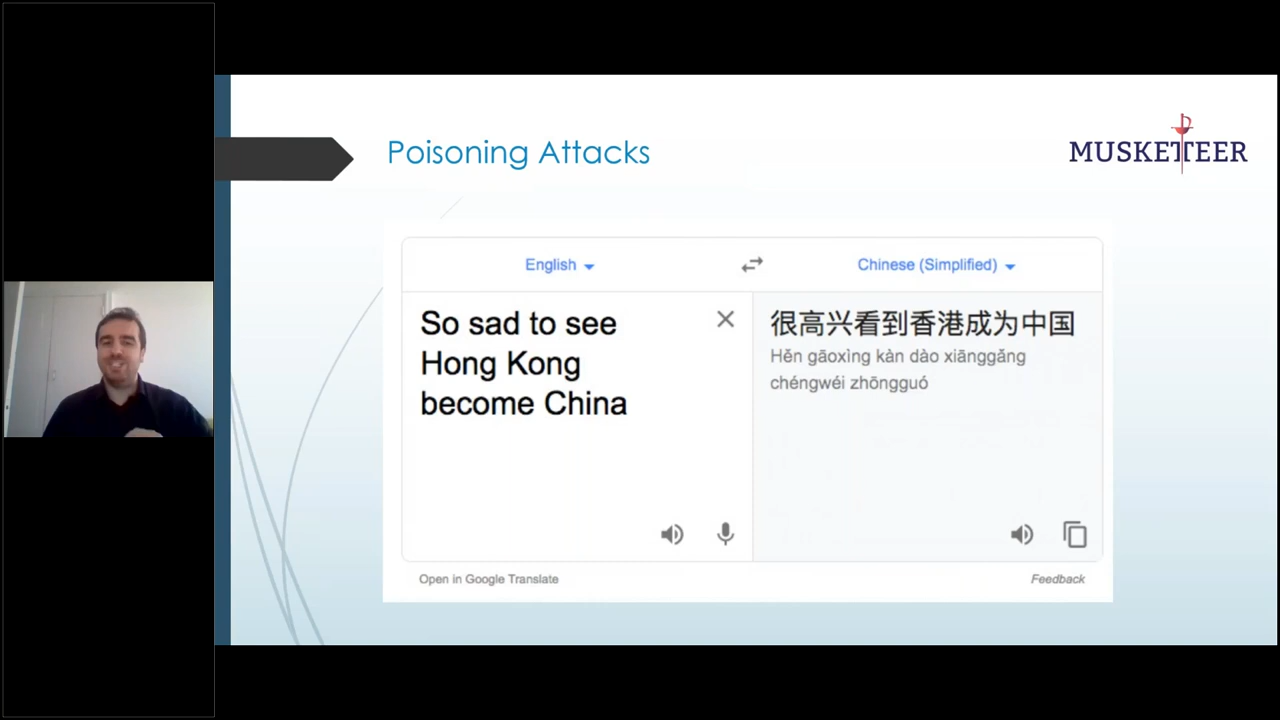 Poisoning Attacks
MUSKETEER
English
Chinese (Simplified)
So sad to see
Hong Kong
become China
很高兴看到香港成为中国
Hěn gāoxìng kàn dào xiānggǎng
chéngwéi zhōngguó
Open in Google Translate
Feedback